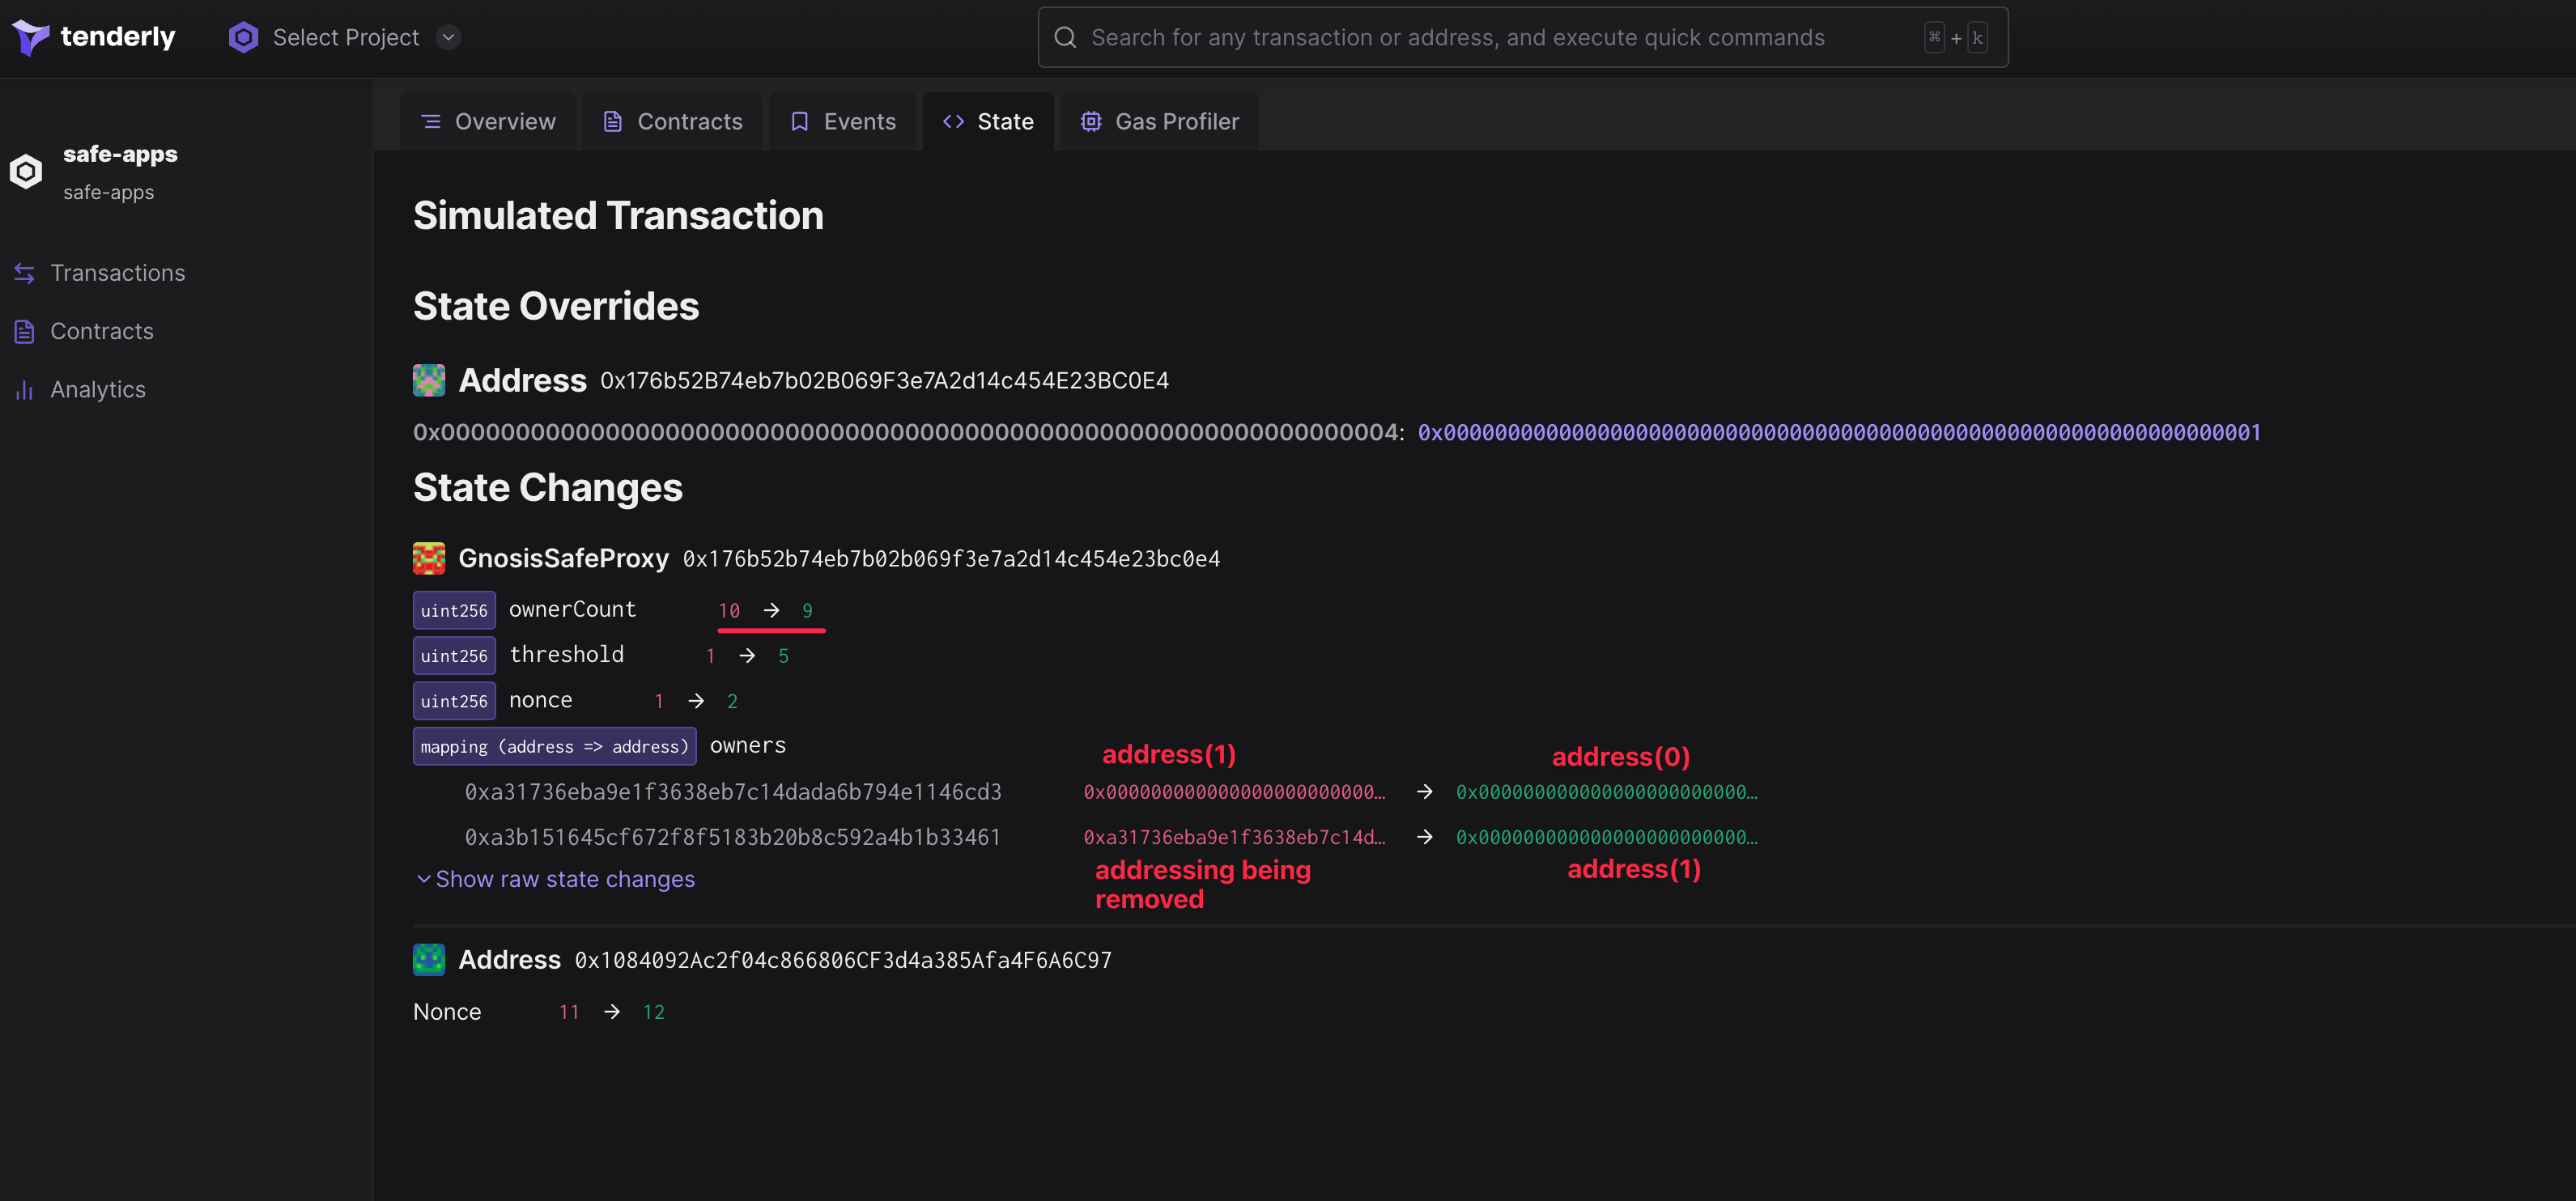 tenderly
Select Project
Search for any transaction or address, and execute quick commands
⌘ + k
safe-apps
safe-apps
Transactions
Contracts
Analytics
Overview
Contracts
Events
State
Gas Profiler
Simulated Transaction
State Overrides
Address 0x176b52B74eb7b02B069F3e7A2d14c454E23BC0E4
0x0000000000000000000000000000000000000000000000000000000000000004: 0x0000000000000000000000000000000000000000000000000000000000000001
State Changes
GnosisSafeProxy 0x176b52b74eb7b02b069f3e7a2d14c454e23bc0e4
uint256 ownerCount 10 → 9
uint256 threshold 1 → 5
uint256 nonce 1 → 2
mapping (address => address) owners
address(1) address(0)
0xa31736eba9e1f3638eb7c14dada6b794e1146cd3 0x000000000000000000000000… → 0x000000000000000000000000…
0xa3b151645cf672f8f5183b20b8c592a4b1b33461 0xa31736eba9e1f3638eb7c14d… → 0x000000000000000000000000…
addressing being address(1)
removed
Show raw state changes
Address 0x1084092Ac2f04c866806CF3d4a385Afa4F6A6C97
Nonce 11 → 12